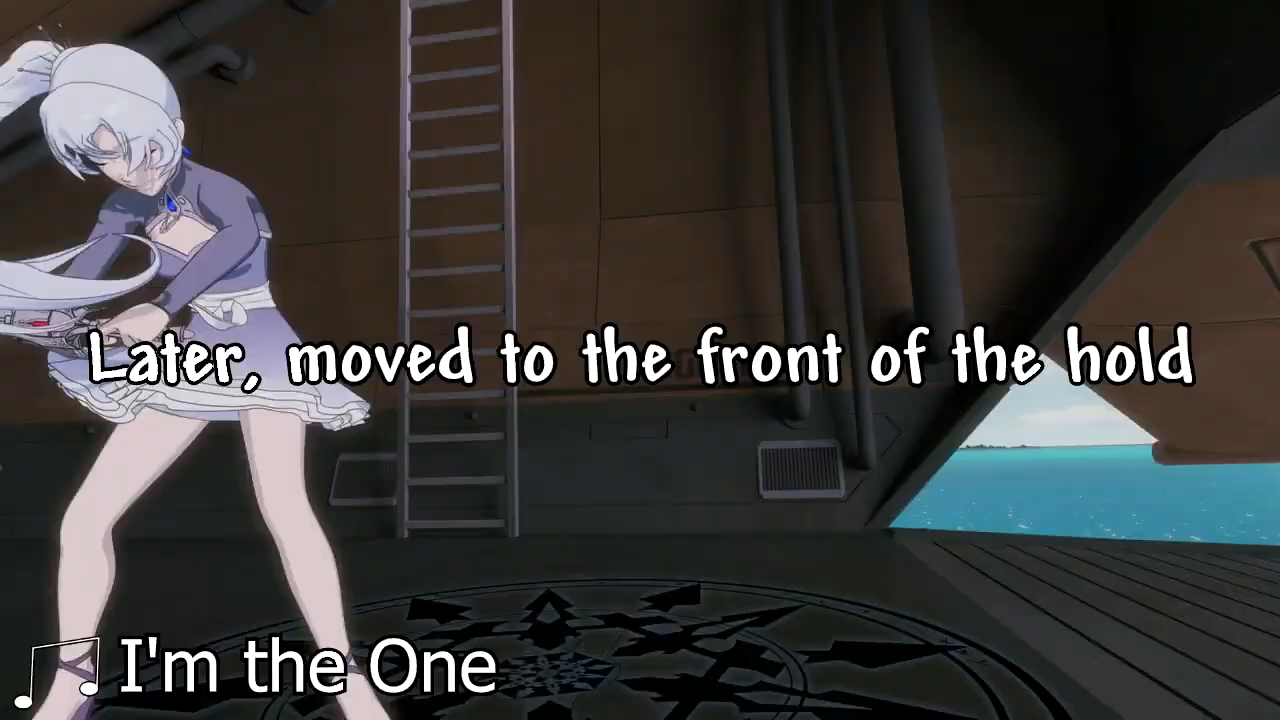 Later, moved to the front of the hold
I'm the One